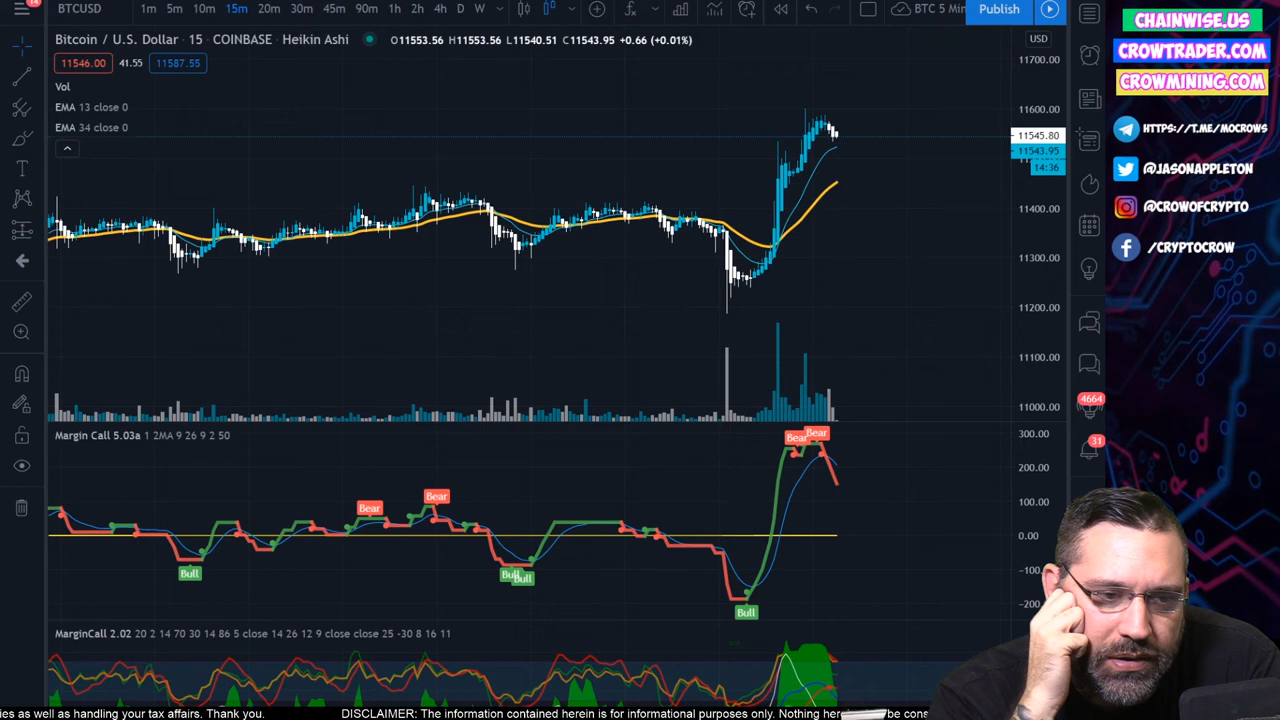 14
BTCUSD 1m 5m 10m 15m 20m 30m 45m 90m 1h 2h 4h D W BTC 5 Min Publish
Bitcoin / U.S. Dollar · 15 · COINBASE · Heikin Ashi O11553.56 H11553.56 L11540.51 C11543.95 +0.66 (+0.01%) USD
11546.00 41.55 11587.55
Vol
EMA 13 close 0
EMA 34 close 0
11700.00
11600.00
11545.80
11543.95
14:36
11400.00
11300.00
11200.00
11100.00
11000.00
Margin Call 5.03a 1 2MA 9 26 9 2 50
300.00
200.00
100.00
0.00
−100.00
Bear
Bear
Bear
Bear
Bull
Bull
Bull
Bull
MarginCall 2.02 20 2 14 70 30 14 86 5 close 14 26 12 9 close close 25 -30 8 16 11
4664
31
CHAINWISE.US
CROWTRADER.COM
CROWMINING.COM
HTTPS://T.ME/MOCROWS
@JASONAPPLETON
@CROWOFCRYPTO
/CRYPTOCROW
ies as well as handling your tax affairs. Thank you. DISCLAIMER: The information contained herein is for informational purposes only. Nothing